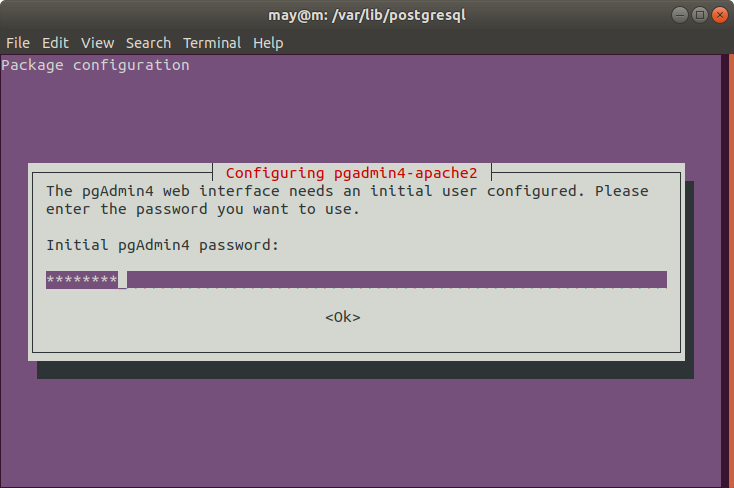 may@m: /var/lib/postgresql
File Edit View Search Terminal Help
Package configuration
Configuring pgadmin4-apache2
The pgAdmin4 web interface needs an initial user configured. Please
enter the password you want to use.
Initial pgAdmin4 password:
********
<Ok>